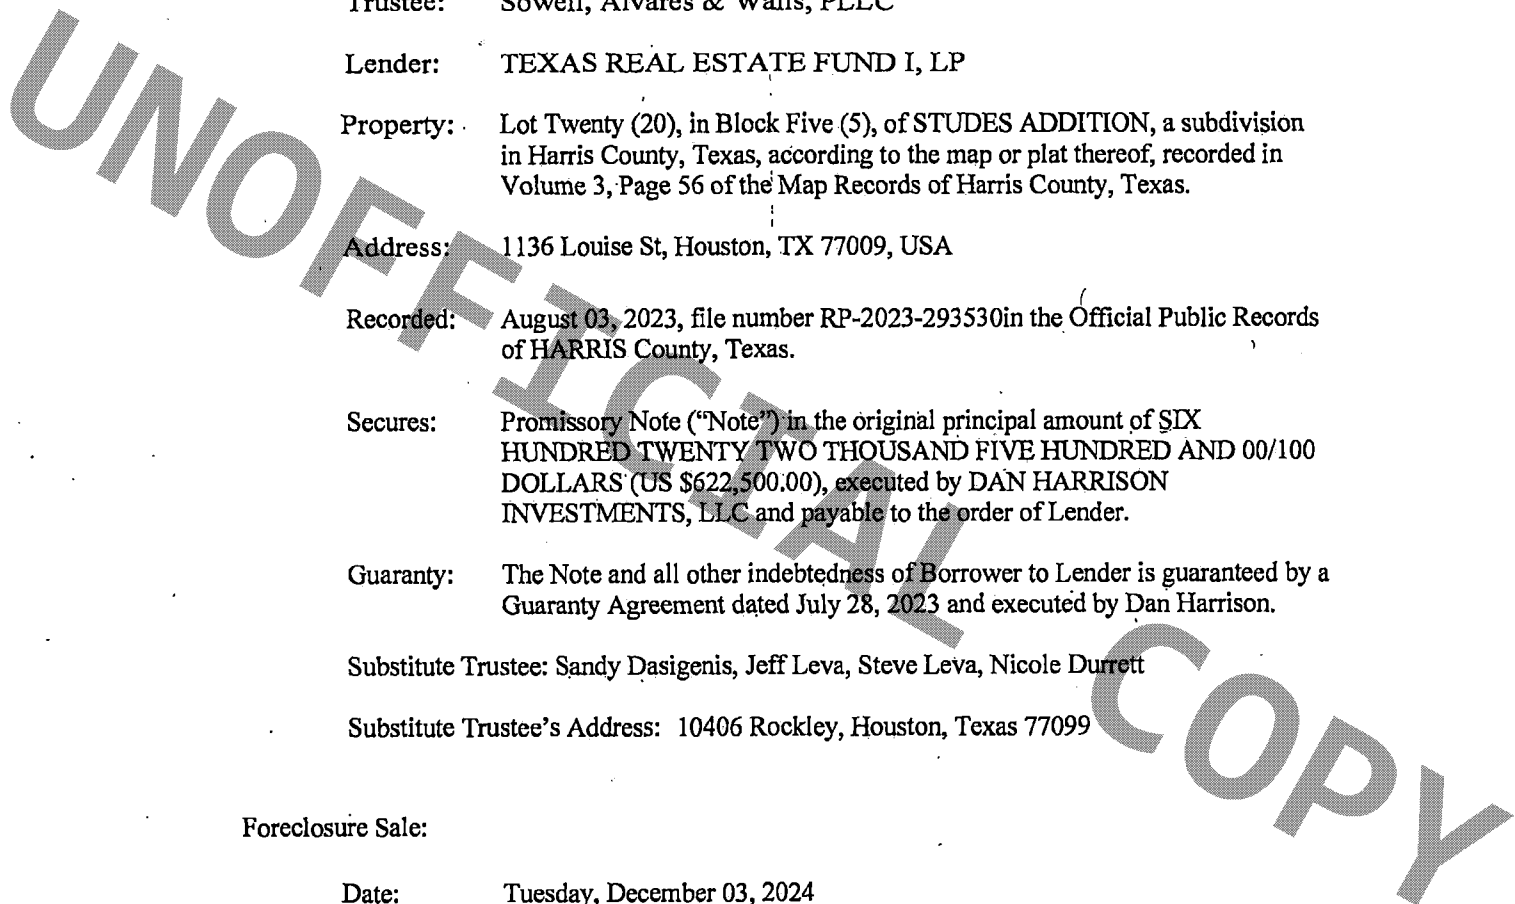 Trustee: Sowell, Alvares & Walls, PLLC
Lender: TEXAS REAL ESTATE FUND I, LP
Property: Lot Twenty (20), in Block Five (5), of STUDES ADDITION, a subdivision
in Harris County, Texas, according to the map or plat thereof, recorded in
Volume 3, Page 56 of the Map Records of Harris County, Texas.
Address: 1136 Louise St, Houston, TX 77009, USA
Recorded: August 03, 2023, file number RP-2023-293530in the Official Public Records
of HARRIS County, Texas.
Secures: Promissory Note ("Note") in the original principal amount of SIX
HUNDRED TWENTY TWO THOUSAND FIVE HUNDRED AND 00/100
DOLLARS (US $622,500.00), executed by DAN HARRISON
INVESTMENTS, LLC and payable to the order of Lender.
Guaranty: The Note and all other indebtedness of Borrower to Lender is guaranteed by a
Guaranty Agreement dated July 28, 2023 and executed by Dan Harrison.
Substitute Trustee: Sandy Dasigenis, Jeff Leva, Steve Leva, Nicole Durrett
Substitute Trustee's Address: 10406 Rockley, Houston, Texas 77099
Foreclosure Sale:
Date: Tuesday, December 03, 2024
UNOFFICIAL COPY